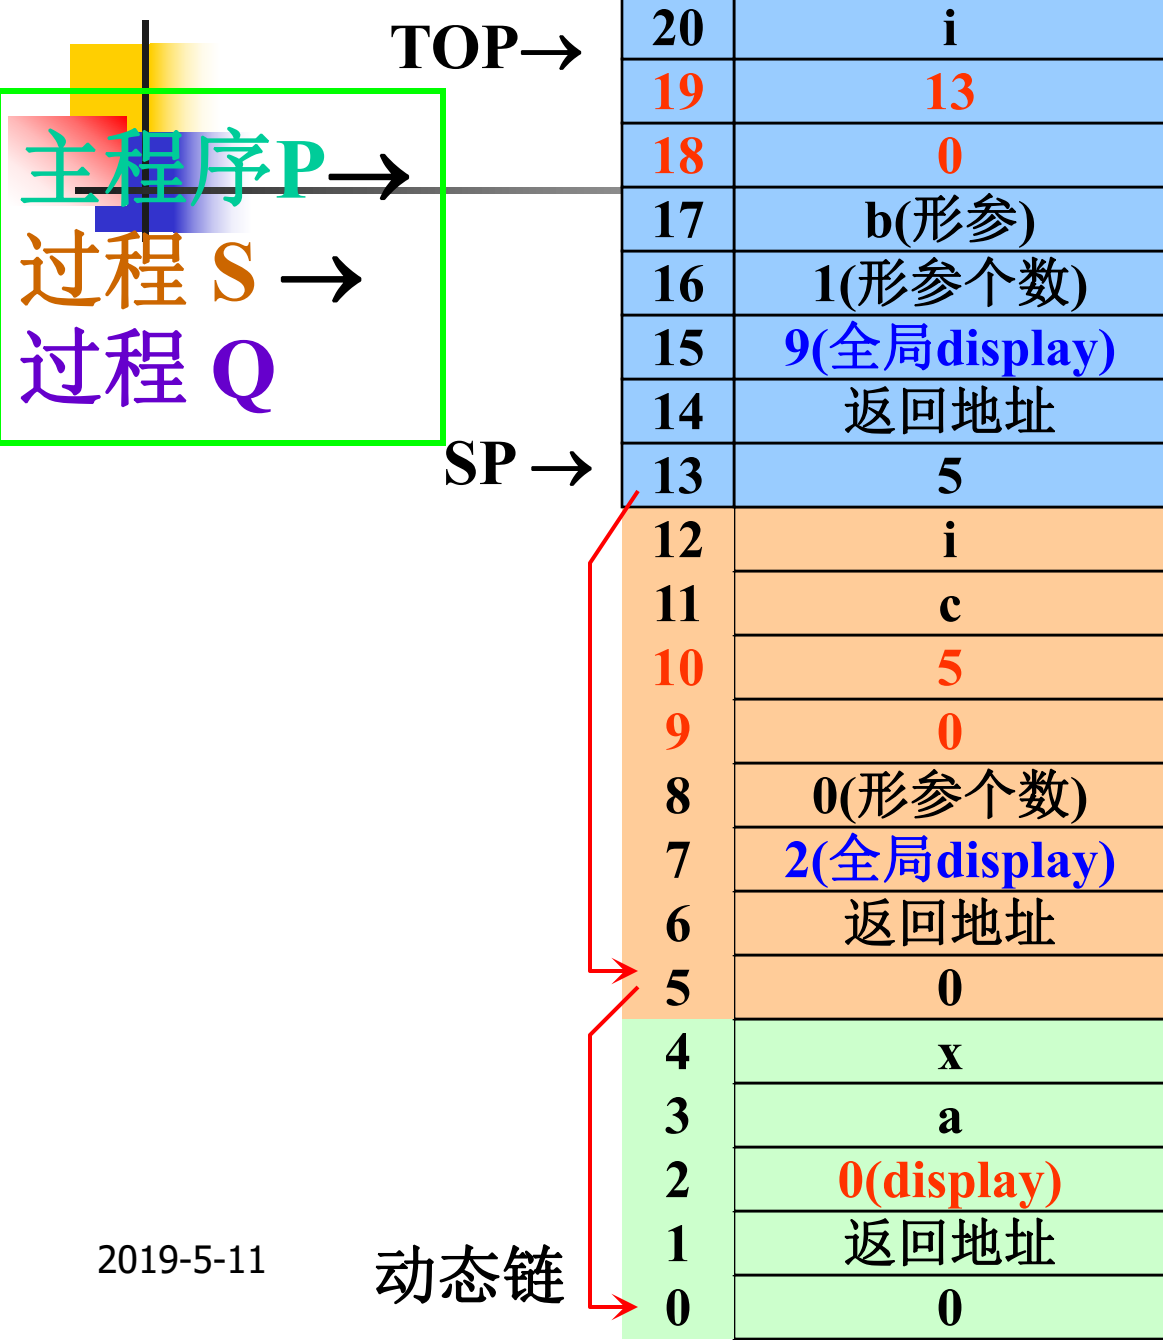 TOP→
主程序P→
过程 S →
过程 Q
SP →
20 i
19 13
18 0
17 b(形参)
16 1(形参个数)
15 9(全局display)
14 返回地址
13 5
12 i
11 c
10 5
9 0
8 0(形参个数)
7 2(全局display)
6 返回地址
5 0
4 x
3 a
2 0(display)
1 返回地址
0 0
2019-5-11
动态链